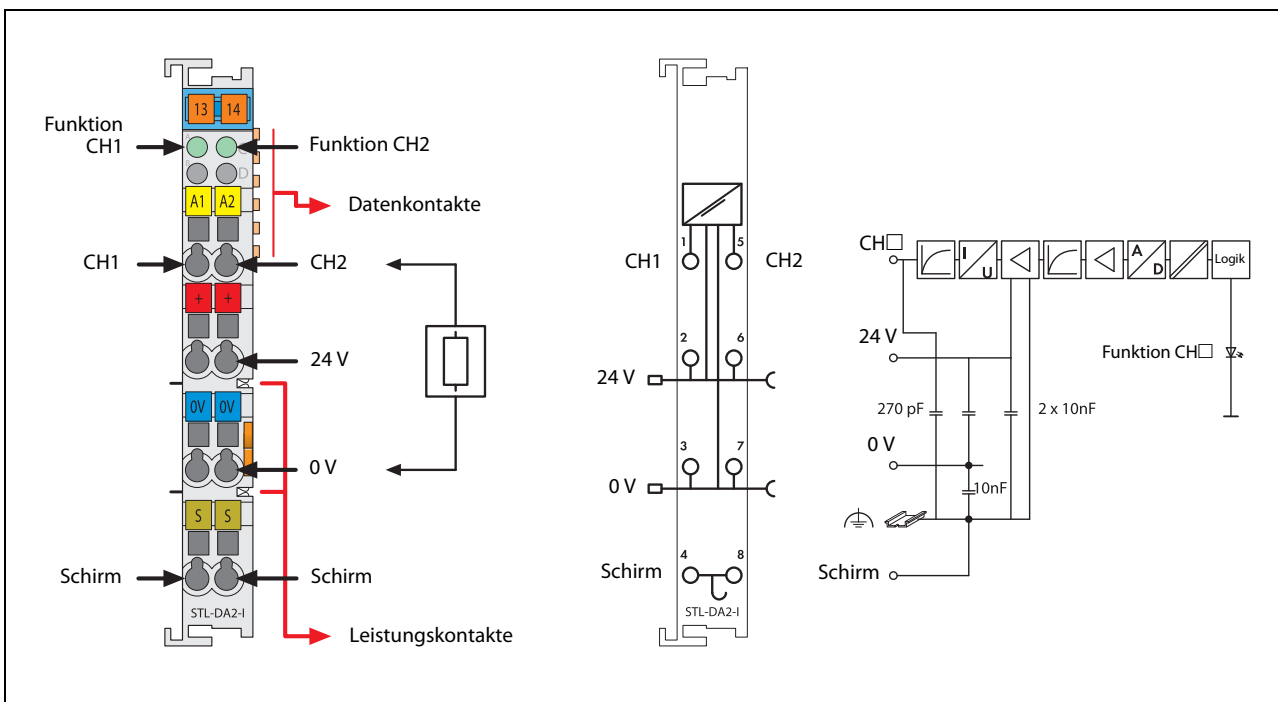 13 14
Funktion
CH1
A C
Funktion CH2
B D
A1 A2
Datenkontakte
CH1
CH2
+ +
24 V
0V 0V
0 V
S S
Schirm
Schirm
STL-DA2-I
Leistungskontakte
1 5
CH1
CH2
2 6
24 V
3 7
0 V
4 8
Schirm
STL-DA2-I
CH□
I
U
A
D
Logik
24 V
Funktion CH□
270 pF
2 x 10nF
0 V
10nF
Schirm